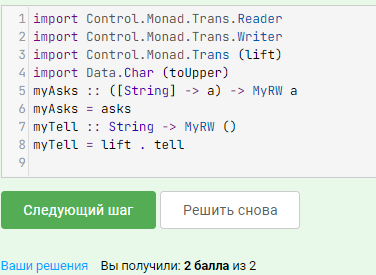 1 import Control.Monad.Trans.Reader
2 import Control.Monad.Trans.Writer
3 import Control.Monad.Trans (lift)
4 import Data.Char (toUpper)
5 myAsks :: ([String] -> a) -> MyRW a
6 myAsks = asks
7 myTell :: String -> MyRW ()
8 myTell = lift . tell
9
Следующий шаг Решить снова
Ваши решения Вы получили: 2 балла из 2